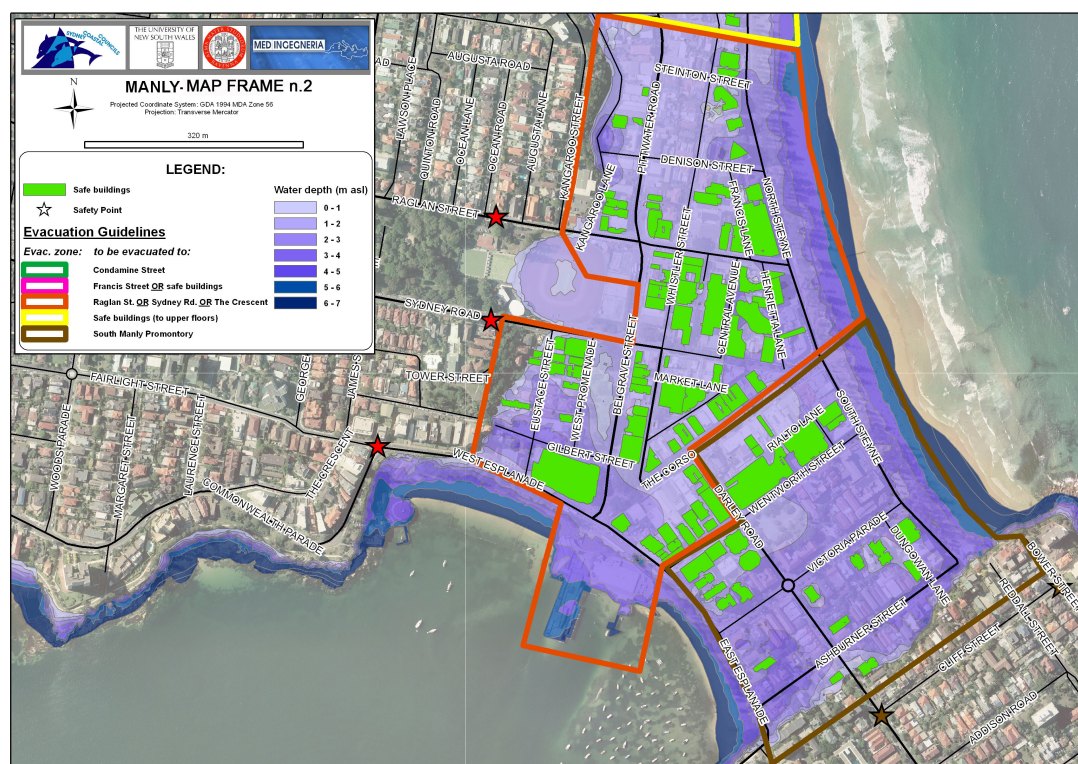 SYDNEY
COASTAL
COUNCILS
THE UNIVERSITY OF
NEW SOUTH WALES
MED INGEGNERIA
N
MANLY- MAP FRAME n.2
Projected Coordinate System: GDA 1994 MDA Zone 56
Projection: Transverse Mercator
320 m
LEGEND:
Safe buildings
Safety Point
Evacuation Guidelines
Evac. zone: to be evacuated to:
Condamine Street
Francis Street OR safe buildings
Raglan St. OR Sydney Rd. OR The Crescent
Safe buildings (to upper floors)
South Manly Promontory
Water depth (m asl)
0 - 1
1 - 2
2 - 3
3 - 4
4 - 5
5 - 6
6 - 7
AD
LAWSON PLACE
QUINTON ROAD
OCEAN LANE
OCEAN ROAD
AUGUSTA ROAD
AUGUSTA LANE
KANGAROO STREET
KANGAROO LANE
PITTWATER ROAD
STEINTON STREET
DENISON STREET
FRANCIS LANE
NORTH STEYNE
RAGLAN STREET
WHISTLER STREET
CENTRAL AVENUE
HENRIETTA LANE
SYDNEY ROAD
BELGRAVE STREET
MARKET LANE
EUSTACE STREET
WEST PROMENADE
GILBERT STREET
TOWER STREET
GEORGE
JAMES
FAIRLIGHT STREET
WOODS PARADE
MARGARET STREET
LAURENCE STREET
THE CRESCENT
COMMONWEALTH PARADE
WEST ESPLANADE
THE CORSO
RIALTO LANE
SOUTH STEYNE
WENTWORTH STREET
DARLEY ROAD
VICTORIA PARADE
DUNGOWAN LANE
ASHBURNER STREET
EAST ESPLANADE
BOWER STREET
REDDALL STREET
CLIFF STREET
ADDISON ROAD